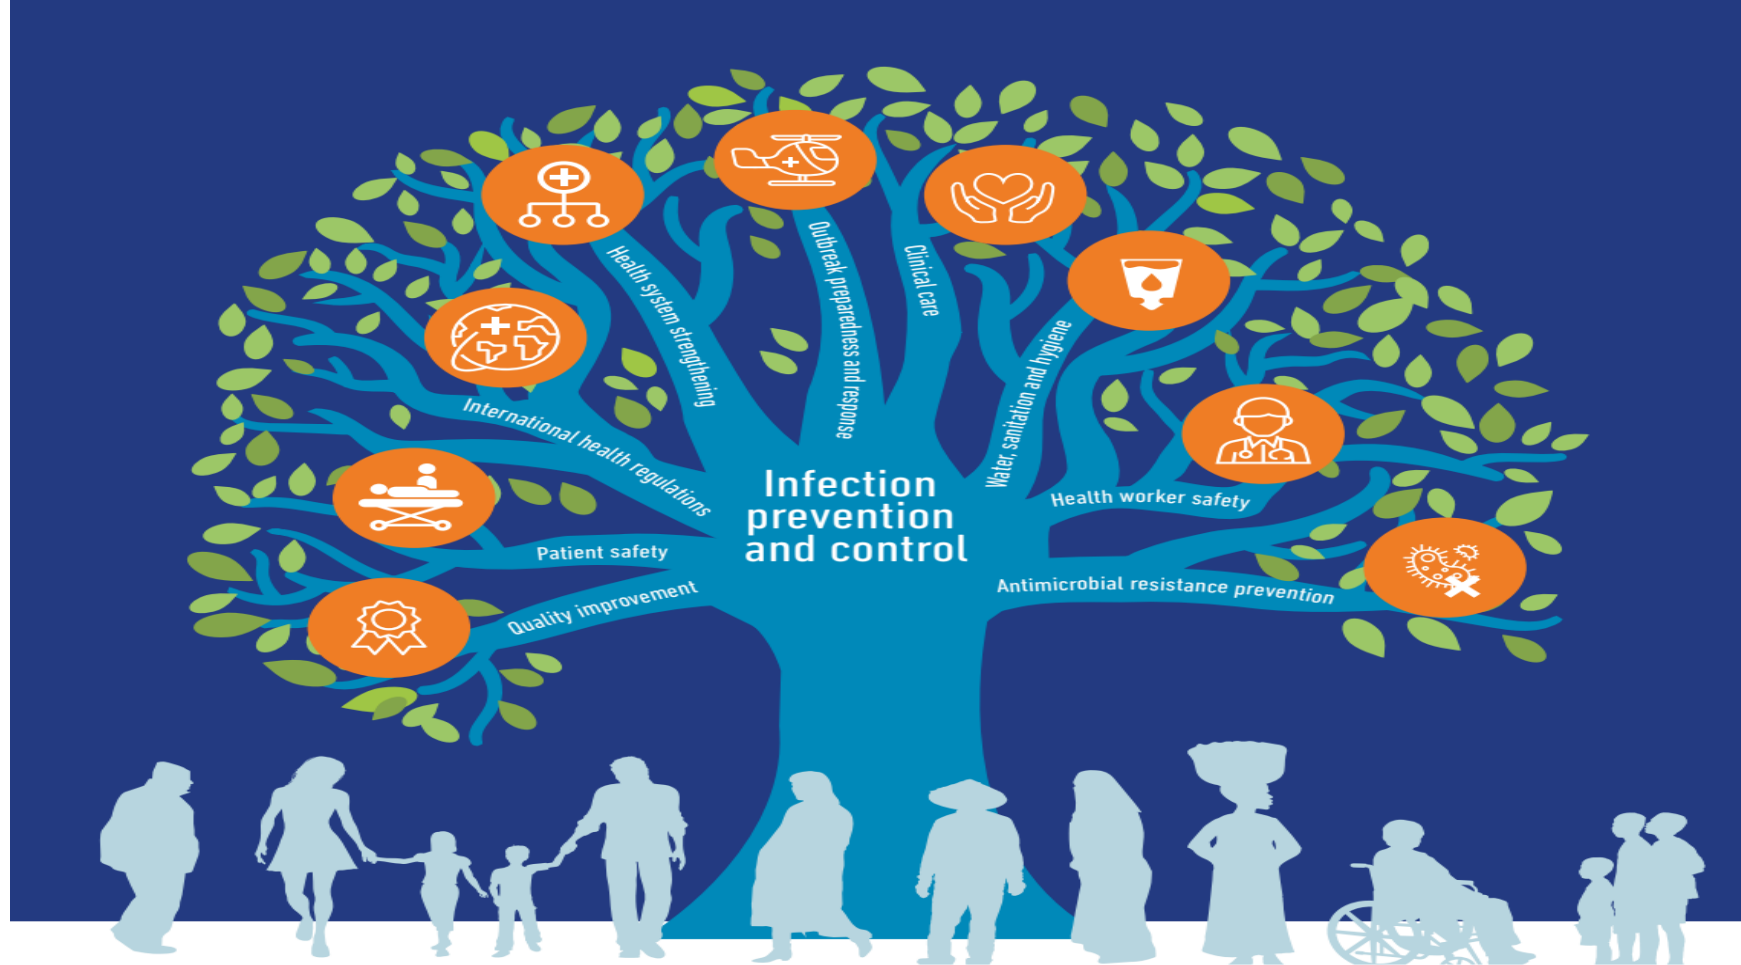 Health system strengthening
Outbreak preparedness and response
Clinical care
Water, sanitation and hygiene
International health regulations
Infection
prevention
and control
Health worker safety
Patient safety
Quality improvement
Antimicrobial resistance prevention